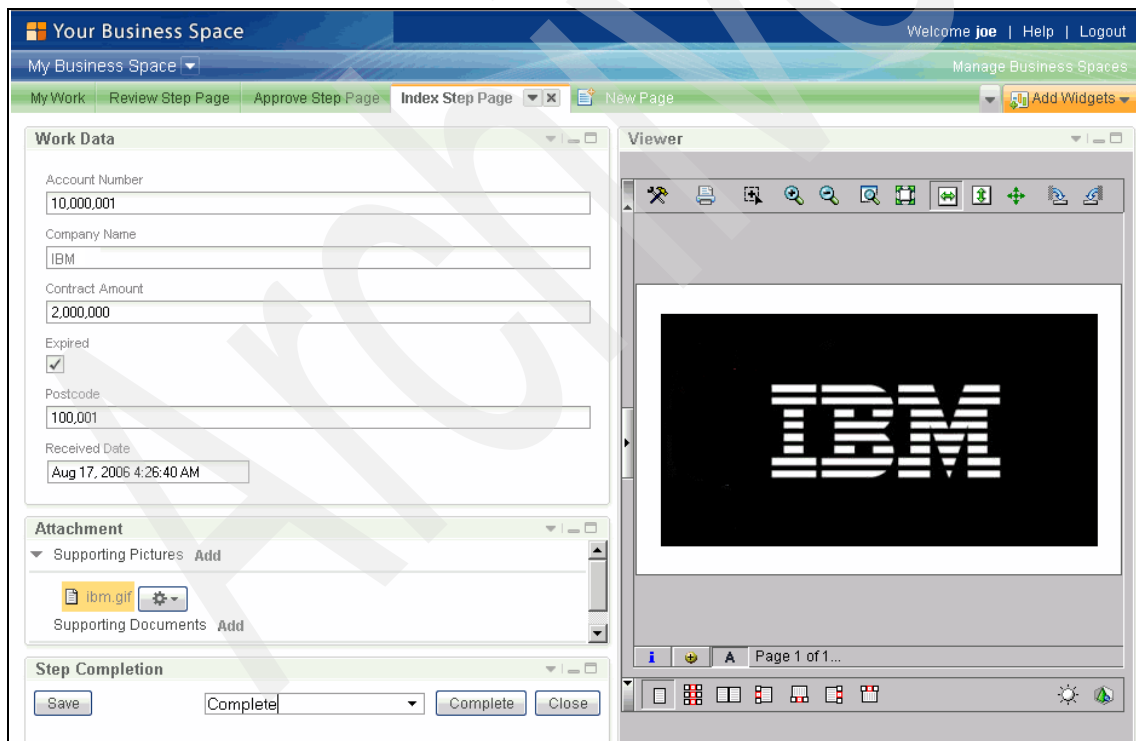 Your Business Space
Welcome joe | Help | Logout
My Business Space
Manage Business Spaces
My Work Review Step Page Approve Step Page Index Step Page New Page Add Widgets
Work Data
Account Number
10,000,001
Company Name
IBM
Contract Amount
2,000,000
Expired
Postcode
100,001
Received Date
Aug 17, 2006 4:26:40 AM
Attachment
Supporting Pictures Add
ibm.gif
Supporting Documents Add
Step Completion
Save Complete Complete Close
Viewer
IBM
i A Page 1 of 1...